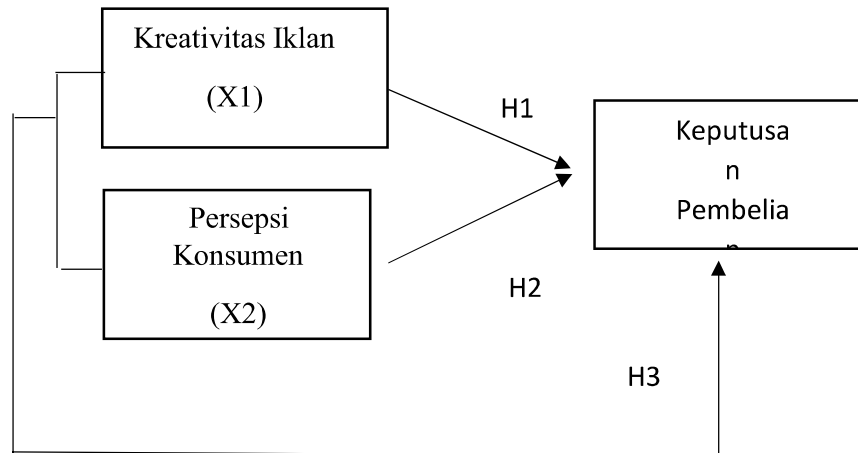 Kreativitas Iklan
(X1)
H1
Keputusa
n
Pembelia
n
Persepsi
Konsumen
(X2)
H2
H3